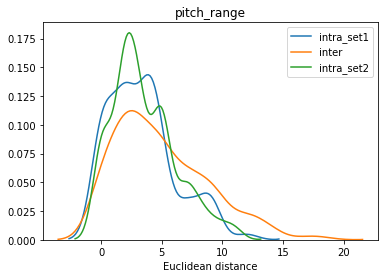 pitch_range
0.175
0.150
0.125
0.100
0.075
0.050
0.025
0.000
intra_set1
inter
intra_set2
0 5 10 15 20
Euclidean distance